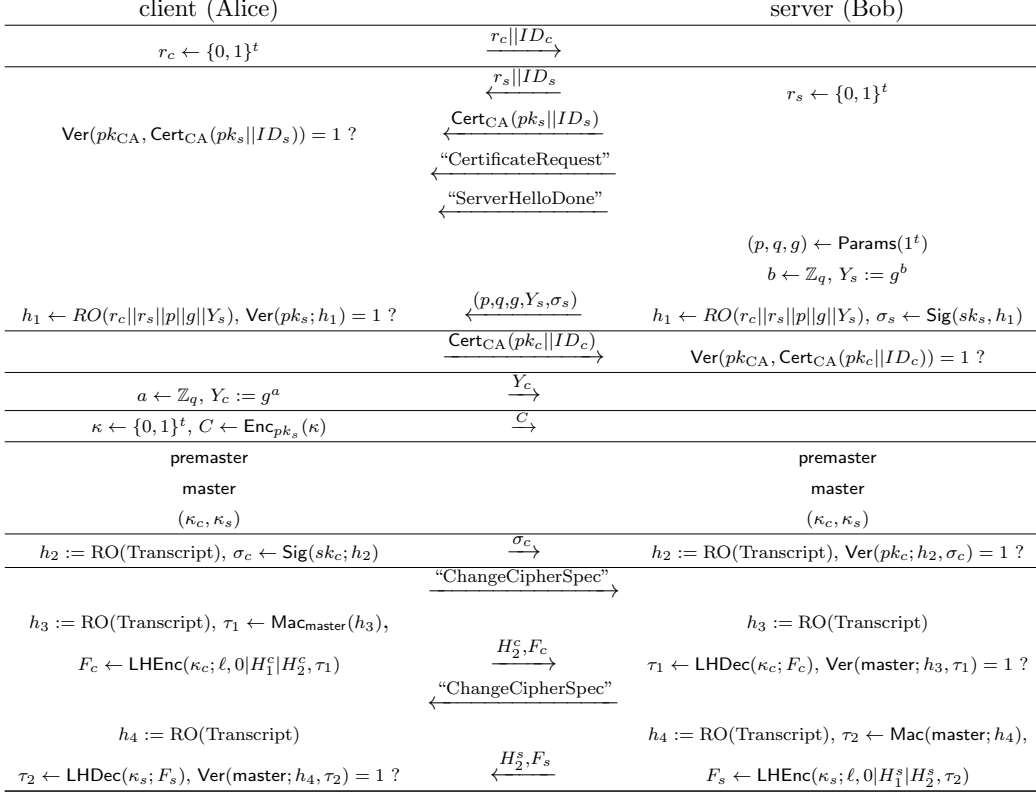 client (Alice) server (Bob)
r_c ← {0, 1}^t r_c||ID_c
r_s||ID_s r_s ← {0, 1}^t
Ver(pk_CA, Cert_CA(pk_s||ID_s)) = 1 ? Cert_CA(pk_s||ID_s)
“CertificateRequest”
“ServerHelloDone”
(p, q, g) ← Params(1^t)
b ← ℤ_q, Y_s := g^b
h_1 ← RO(r_c||r_s||p||g||Y_s), Ver(pk_s; h_1) = 1 ? (p,q,g,Y_s,σ_s) h_1 ← RO(r_c||r_s||p||g||Y_s), σ_s ← Sig(sk_s, h_1)
Cert_CA(pk_c||ID_c) Ver(pk_CA, Cert_CA(pk_c||ID_c)) = 1 ?
a ← ℤ_q, Y_c := g^a Y_c
κ ← {0, 1}^t, C ← Enc_{pk_s}(κ) C
premaster premaster
master master
(κ_c, κ_s) (κ_c, κ_s)
h_2 := RO(Transcript), σ_c ← Sig(sk_c; h_2) σ_c h_2 := RO(Transcript), Ver(pk_c; h_2, σ_c) = 1 ?
“ChangeCipherSpec”
h_3 := RO(Transcript), τ_1 ← Mac_master(h_3), h_3 := RO(Transcript)
F_c ← LHEnc(κ_c; ℓ, 0|H_1^c|H_2^c, τ_1) H_2^c,F_c τ_1 ← LHDec(κ_c; F_c), Ver(master; h_3, τ_1) = 1 ?
“ChangeCipherSpec”
h_4 := RO(Transcript) h_4 := RO(Transcript), τ_2 ← Mac(master; h_4),
τ_2 ← LHDec(κ_s; F_s), Ver(master; h_4, τ_2) = 1 ? H_2^s,F_s F_s ← LHEnc(κ_s; ℓ, 0|H_1^s|H_2^s, τ_2)